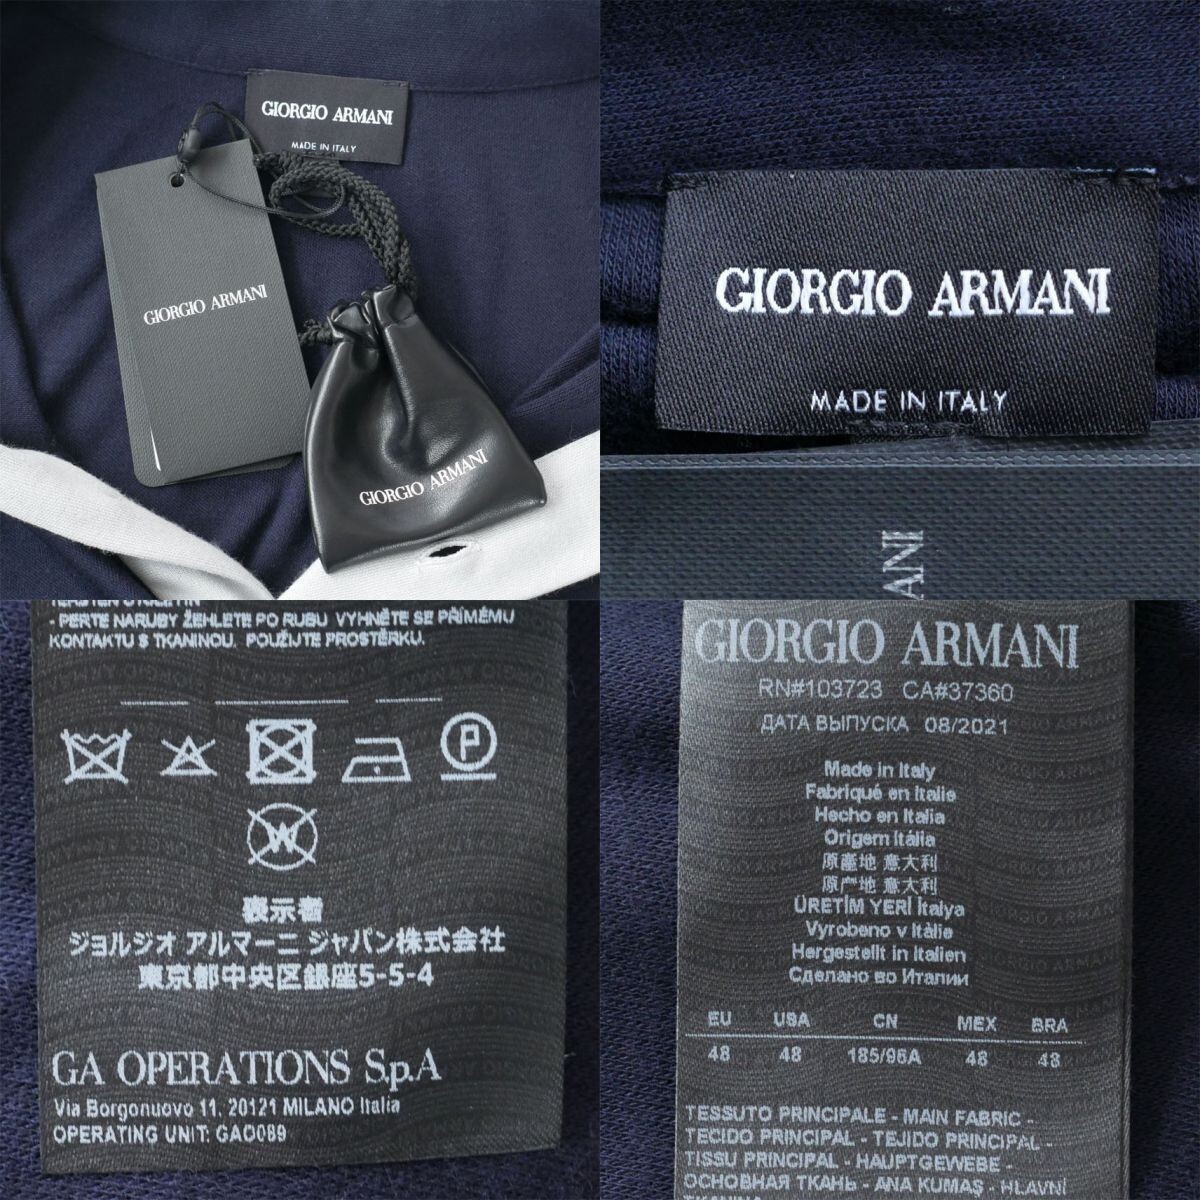 GIORGIO ARMANI
MADE IN ITALY
GIORGIO ARMANI
GIORGIO ARMANI
GIORGIO ARMANI
MADE IN ITALY
ANI
- PERTE NARUBY ŽEHLETE PO RUBU VYHNĚTE SE PŘÍMÉMU
KONTAKTU S TKANINOU. POUŽIJTE PROSTĚRKU.
P
W
表示者
ジョルジオ アルマーニ ジャパン株式会社
東京都中央区銀座5-5-4
GA OPERATIONS S.p.A
Via Borgonuovo 11, 20121 MILANO Italia
OPERATING UNIT: GAO089
GIORGIO ARMANI
RN#103723 CA#37360
ДАТА ВЫПУСКА 08/2021
Made in Italy
Fabriqué en Italie
Hecho en Italia
Origem Itália
原產地 意大利
原产地 意大利
ÜRETİM YERİ İtalya
Vyrobeno v Itálie
Hergestellt in Italien
Сделано во Италии
EU USA CN MEX BRA
48 48 185/96A 48 48
TESSUTO PRINCIPALE - MAIN FABRIC -
TECIDO PRINCIPAL - TEJIDO PRINCIPAL -
TISSU PRINCIPAL - HAUPTGEWEBE -
ОСНОВНАЯ ТКАНЬ - ANA KUMAŞ - HLAVNÍ